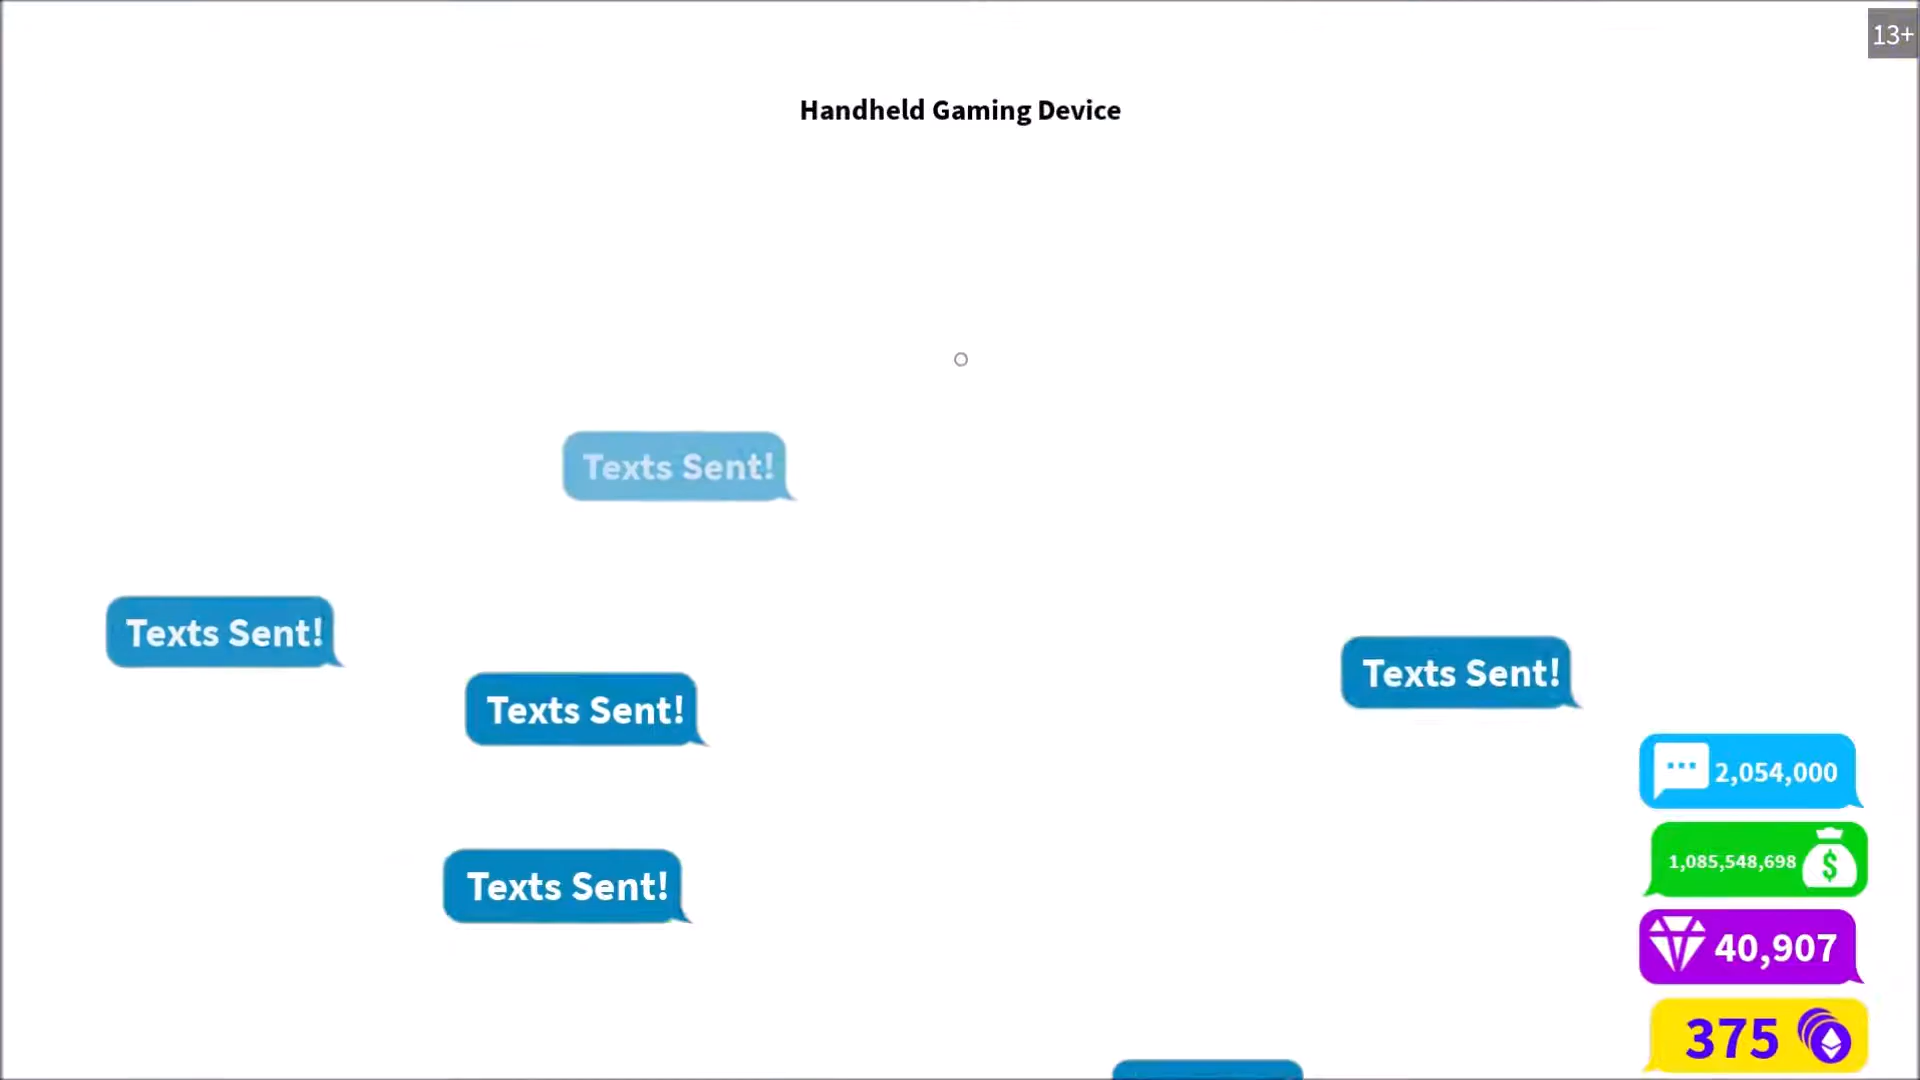 13+
Handheld Gaming Device
Texts Sent!
Texts Sent!
Texts Sent!
Texts Sent!
2,054,000
1,085,548,698
$
Texts Sent!
40,907
375